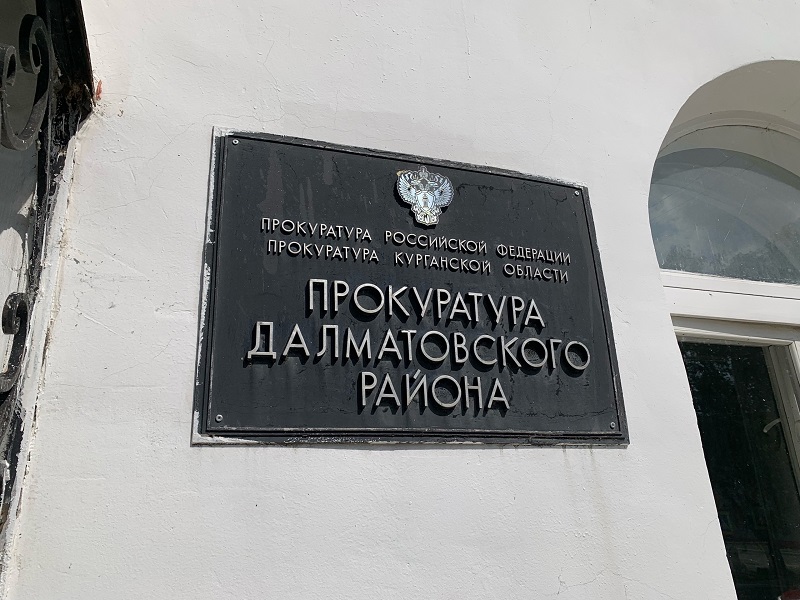 ПРОКУРАТУРА РОССИЙСКОЙ ФЕДЕРАЦИИ
ПРОКУРАТУРА КУРГАНСКОЙ ОБЛАСТИ
ПРОКУРАТУРА
ДАЛМАТОВСКОГО
РАЙОНА